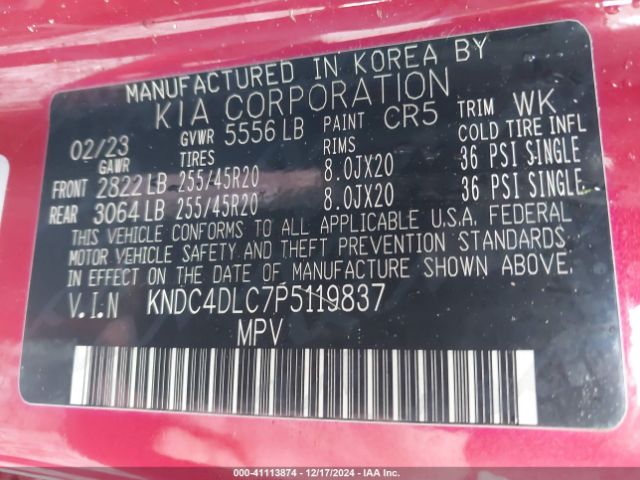 MANUFACTURED IN KOREA BY
KIA CORPORATION
02/23 GVWR 5556 LB PAINT CR5 TRIM WK
GAWR TIRES RIMS COLD TIRE INFL
FRONT 2822 LB 255/45R20 8.0JX20 36 PSI SINGLE
REAR 3064 LB 255/45R20 8.0JX20 36 PSI SINGLE
THIS VEHICLE CONFORMS TO ALL APPLICABLE U.S.A. FEDERAL
MOTOR VEHICLE SAFETY AND THEFT PREVENTION STANDARDS
IN EFFECT ON THE DATE OF MANUFACTURE SHOWN ABOVE.
V.I.N KNDC4DLC7P5119837
MPV
000-41113874 | 12/17/2024 - IAA Inc.